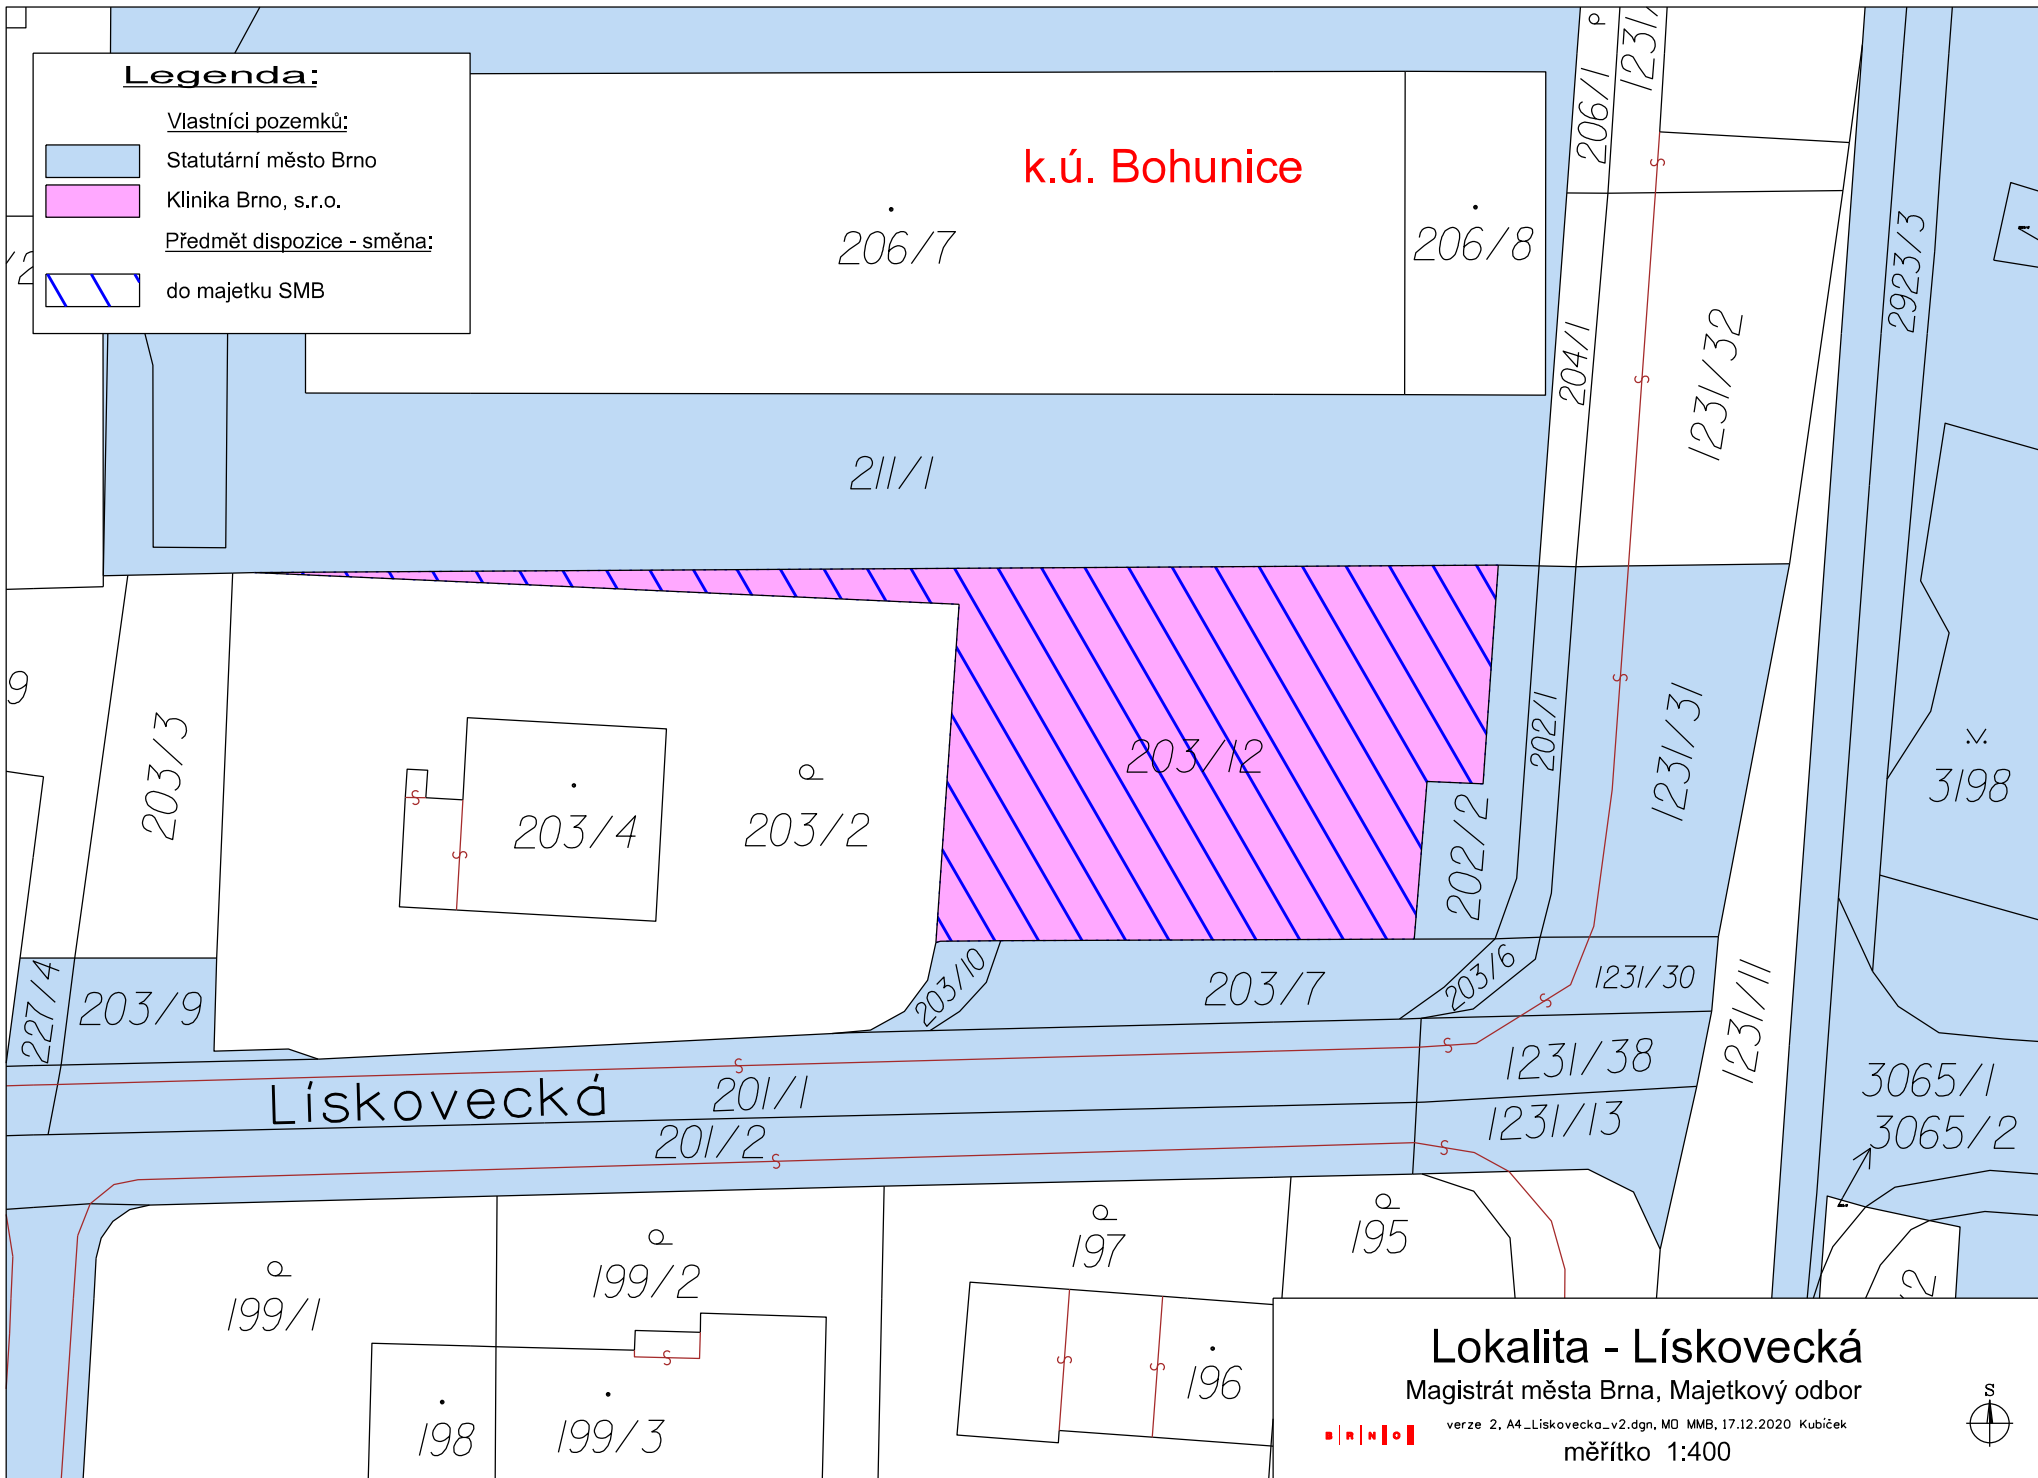 Legenda:
Vlastníci pozemků:
Statutární město Brno
Klinika Brno, s.r.o.
Předmět dispozice - směna:
do majetku SMB
k.ú. Bohunice
206/7
206/8
206/1
1231/
204/1
1231/32
2923/3
/2
211/1
9
203/3
203/4
203/2
203/12
202/1
202/2
1231/31
3198
227/4
203/9
203/10
203/7
203/6
1231/30
1231/11
1231/38
1231/13
3065/1
3065/2
Lískovecká
201/1
201/2
199/1
199/2
197
195
198
199/3
196
2
Lokalita - Lískovecká
Magistrát města Brna, Majetkový odbor
verze 2, A4_Liskovecka_v2.dgn, MO MMB, 17.12.2020 Kubíček
měřítko 1:400
BRNO
S